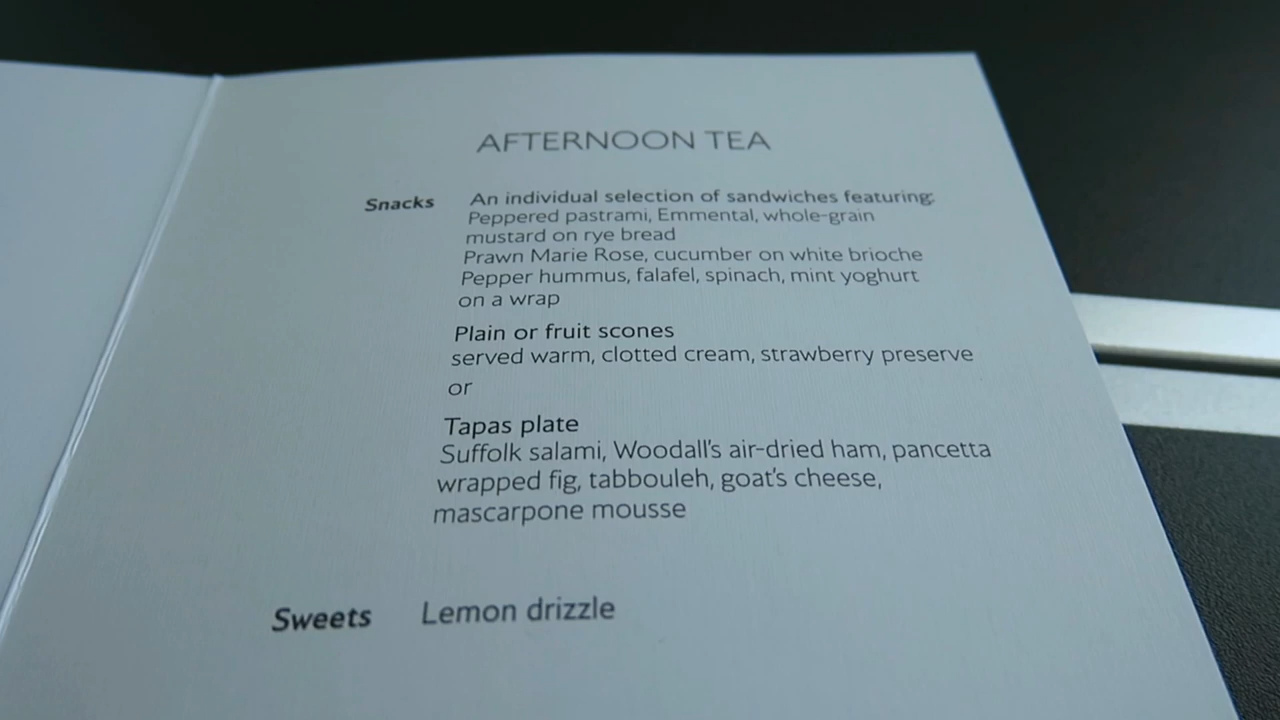 AFTERNOON TEA
Snacks An individual selection of sandwiches featuring:
Peppered pastrami, Emmental, whole-grain
mustard on rye bread
Prawn Marie Rose, cucumber on white brioche
Pepper hummus, falafel, spinach, mint yoghurt
on a wrap
Plain or fruit scones
served warm, clotted cream, strawberry preserve
or
Tapas plate
Suffolk salami, Woodall's air-dried ham, pancetta
wrapped fig, tabbouleh, goat's cheese,
mascarpone mousse
Sweets Lemon drizzle